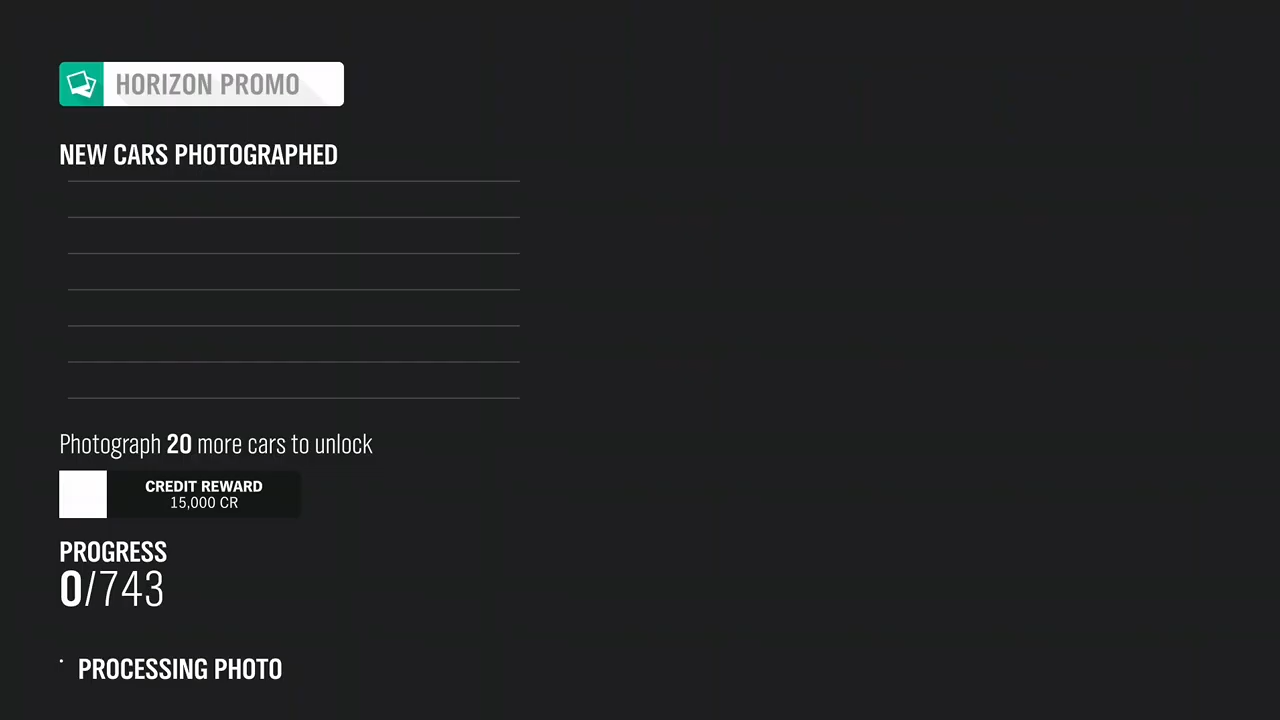 HORIZON PROMO
NEW CARS PHOTOGRAPHED
Photograph 20 more cars to unlock
CREDIT REWARD
15,000 CR
PROGRESS
0/743
PROCESSING PHOTO